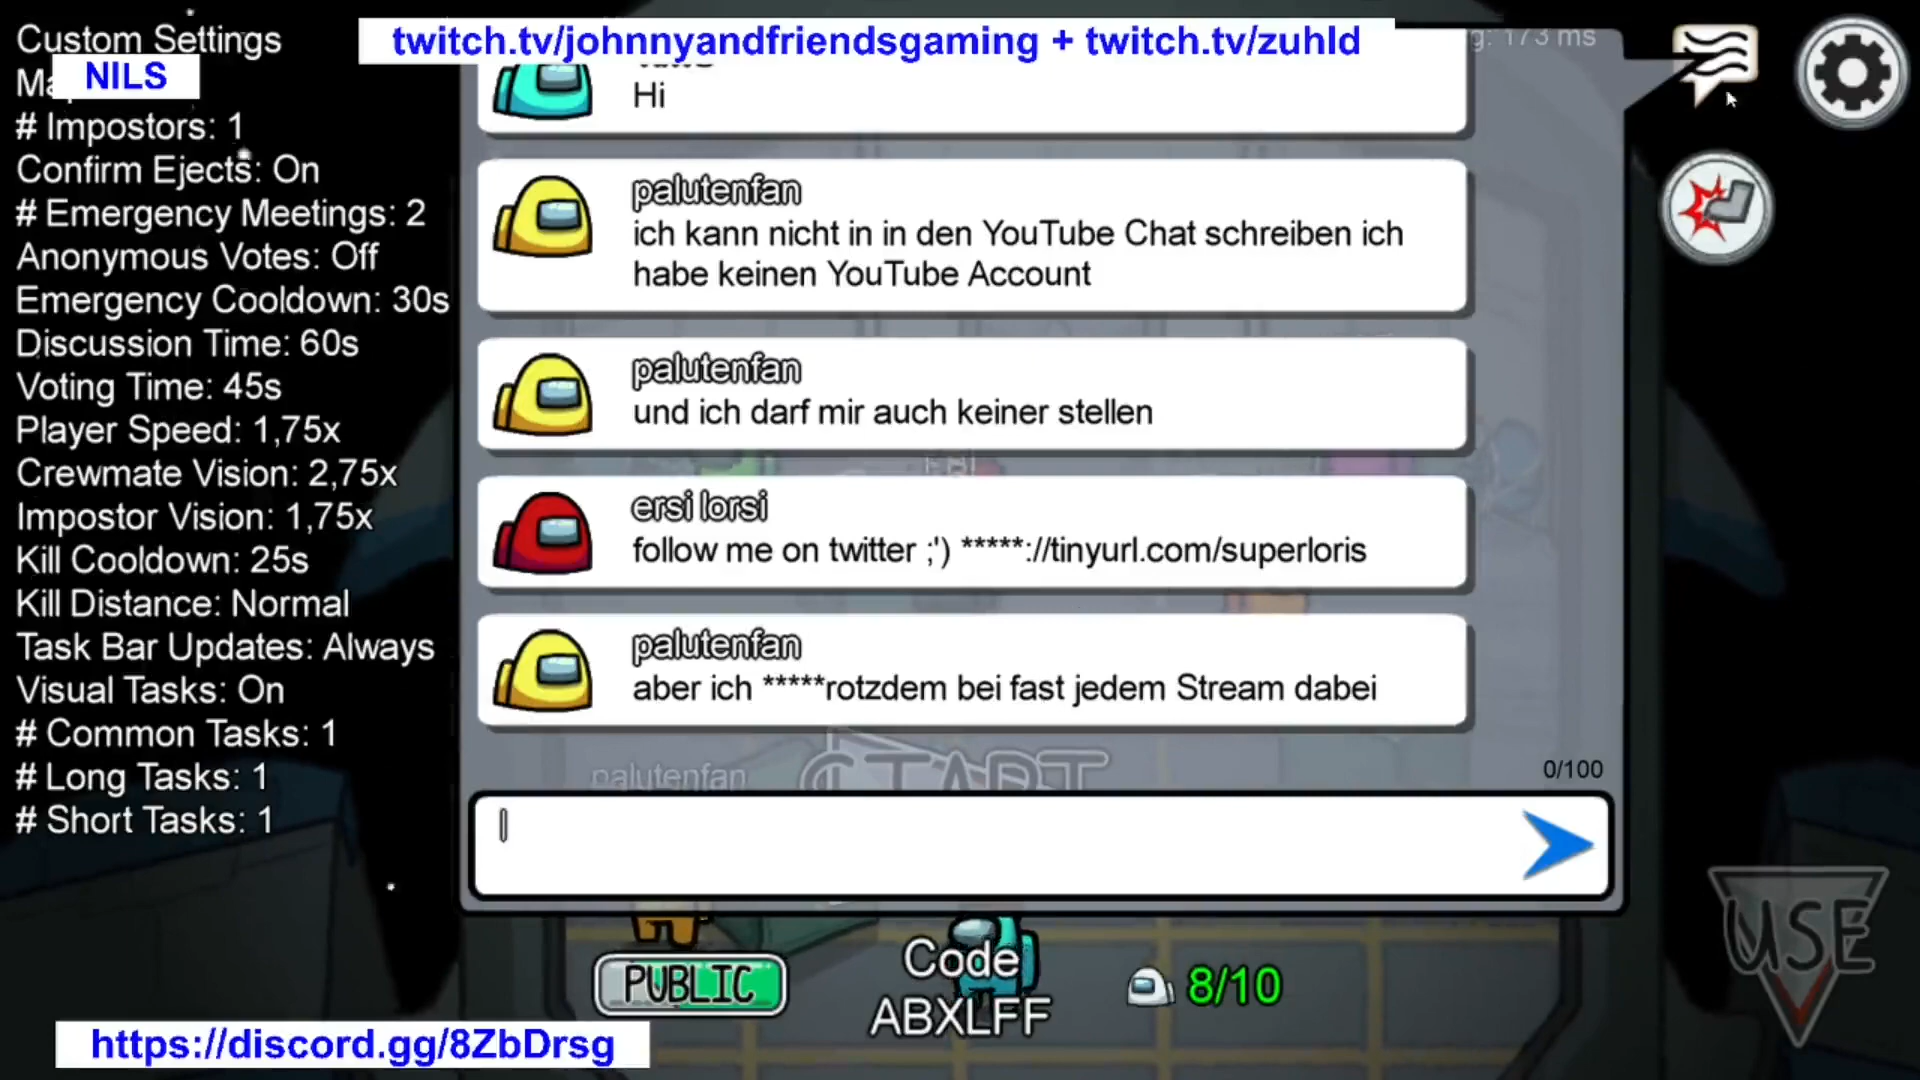 twitch.tv/johnnyandfriendsgaming + twitch.tv/zuhld
173 ms
Custom Settings
NILS
# Impostors: 1
Confirm Ejects: On
# Emergency Meetings: 2
Anonymous Votes: Off
Emergency Cooldown: 30s
Discussion Time: 60s
Voting Time: 45s
Player Speed: 1,75x
Crewmate Vision: 2,75x
Impostor Vision: 1,75x
Kill Cooldown: 25s
Kill Distance: Normal
Task Bar Updates: Always
Visual Tasks: On
# Common Tasks: 1
# Long Tasks: 1
# Short Tasks: 1
Hi
palutenfan
ich kann nicht in in den YouTube Chat schreiben ich
habe keinen YouTube Account
palutenfan
und ich darf mir auch keiner stellen
ersi lorsi
follow me on twitter ;') *****://tinyurl.com/superloris
palutenfan
aber ich *****rotzdem bei fast jedem Stream dabei
palutenfan
START
0/100
PUBLIC
Code
ABXLFF
8/10
USE
https://discord.gg/8ZbDrsg